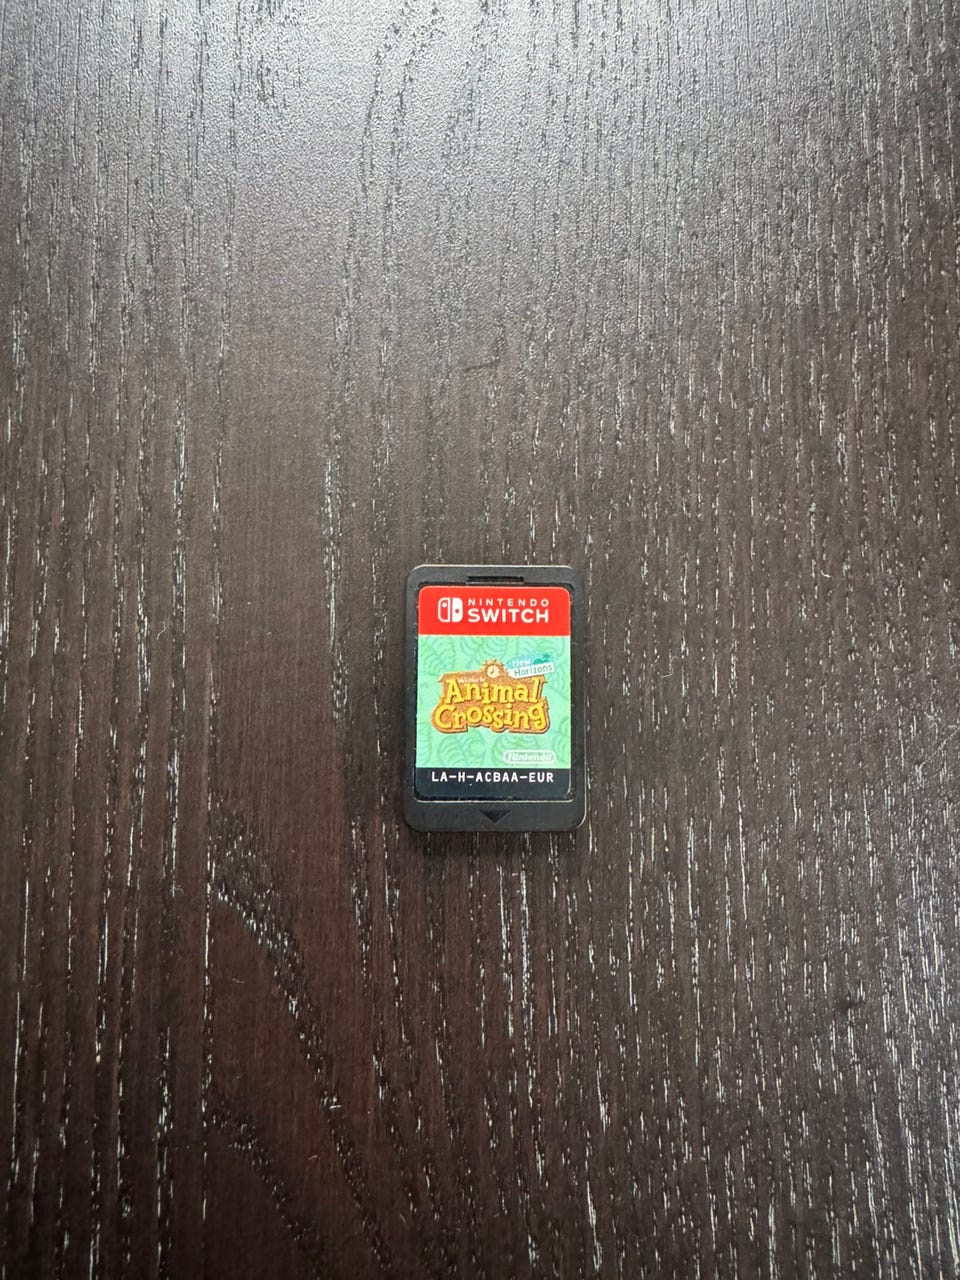 NINTENDO
SWITCH
New
Horizons
Animal
Crossing
Nintendo
LA-H-ACBAA-EUR